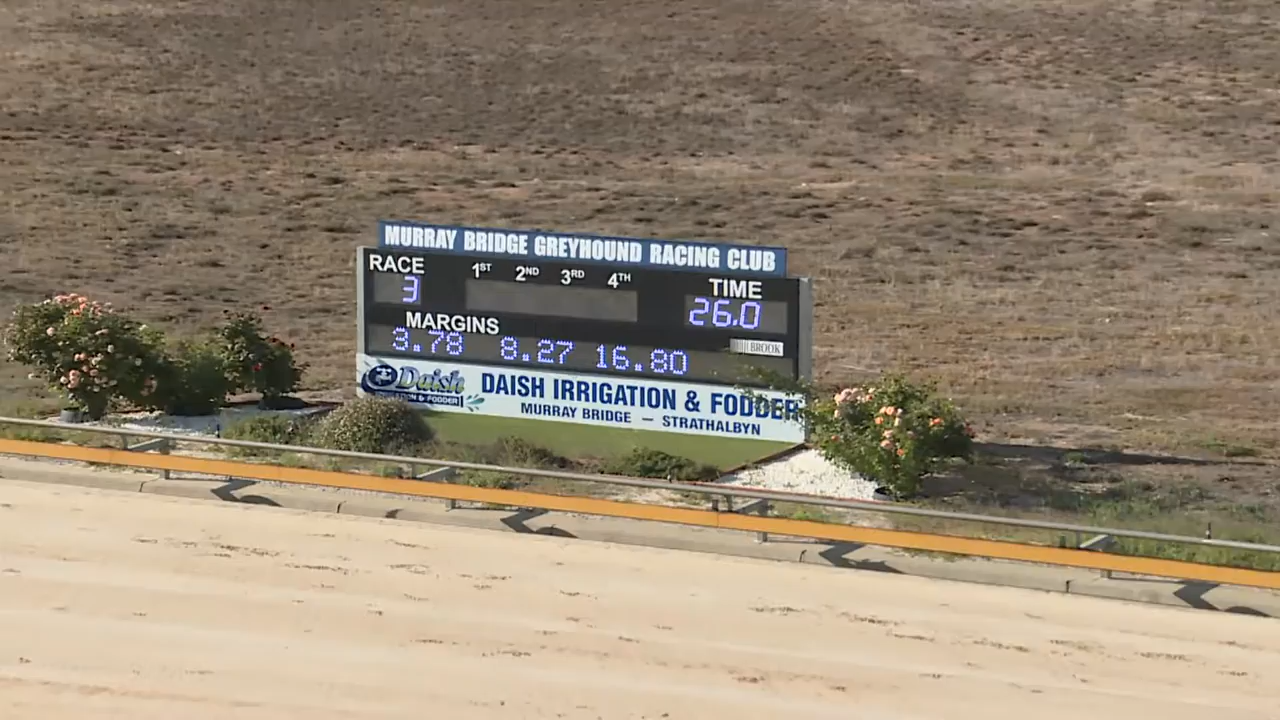 MURRAY BRIDGE GREYHOUND RACING CLUB
RACE 1ST 2ND 3RD 4TH TIME
3 26.0
MARGINS
3.78 8.27 16.80
BROOK
Daish
& FODDER
DAISH IRRIGATION & FODDER
MURRAY BRIDGE — STRATHALBYN